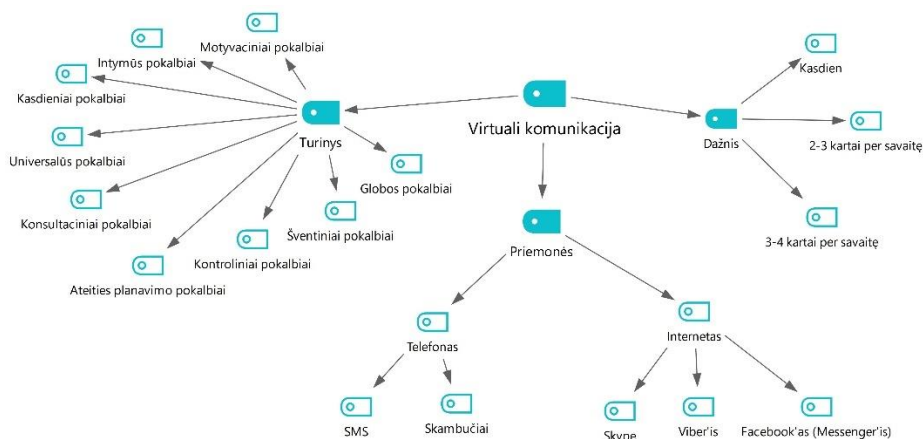 Motyvaciniai pokalbiai
Intymūs pokalbiai
Kasdieniai pokalbiai
Universalūs pokalbiai
Konsultaciniai pokalbiai
Ateities planavimo pokalbiai
Kontroliniai pokalbiai
Šventiniai pokalbiai
Globos pokalbiai
Turinys
Virtuali komunikacija
Dažnis
Kasdien
2-3 kartai per savaitę
3-4 kartai per savaitę
Priemonės
Telefonas
SMS
Skambučiai
Internetas
Skype
Viber'is
Facebook'as (Messenger'is)